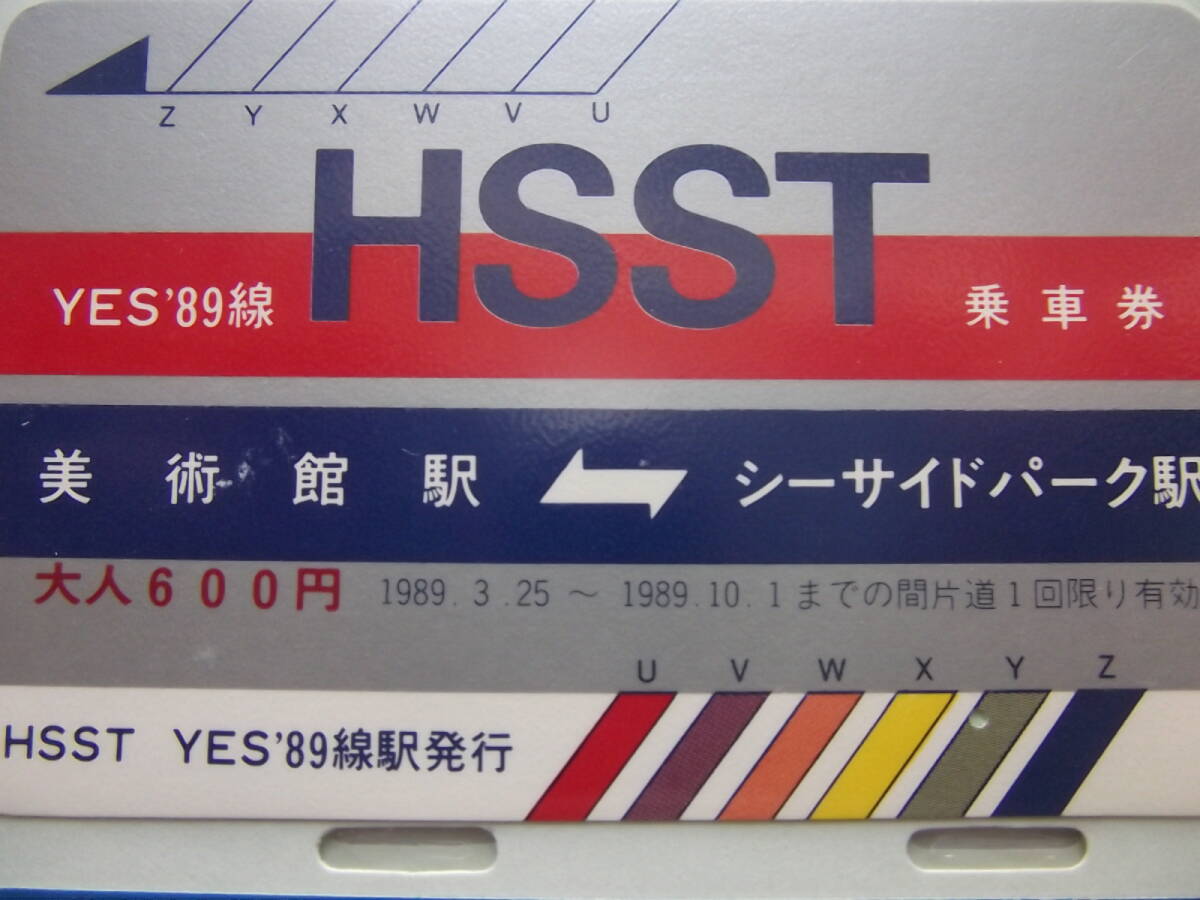 Z Y X W V U
HSST
YES'89線
乗車券
美術館駅 シーサイドパーク駅
大人600円 1989.3.25 ~ 1989.10.1までの間片道1回限り有効
U V W X Y Z
HSST YES'89線駅発行